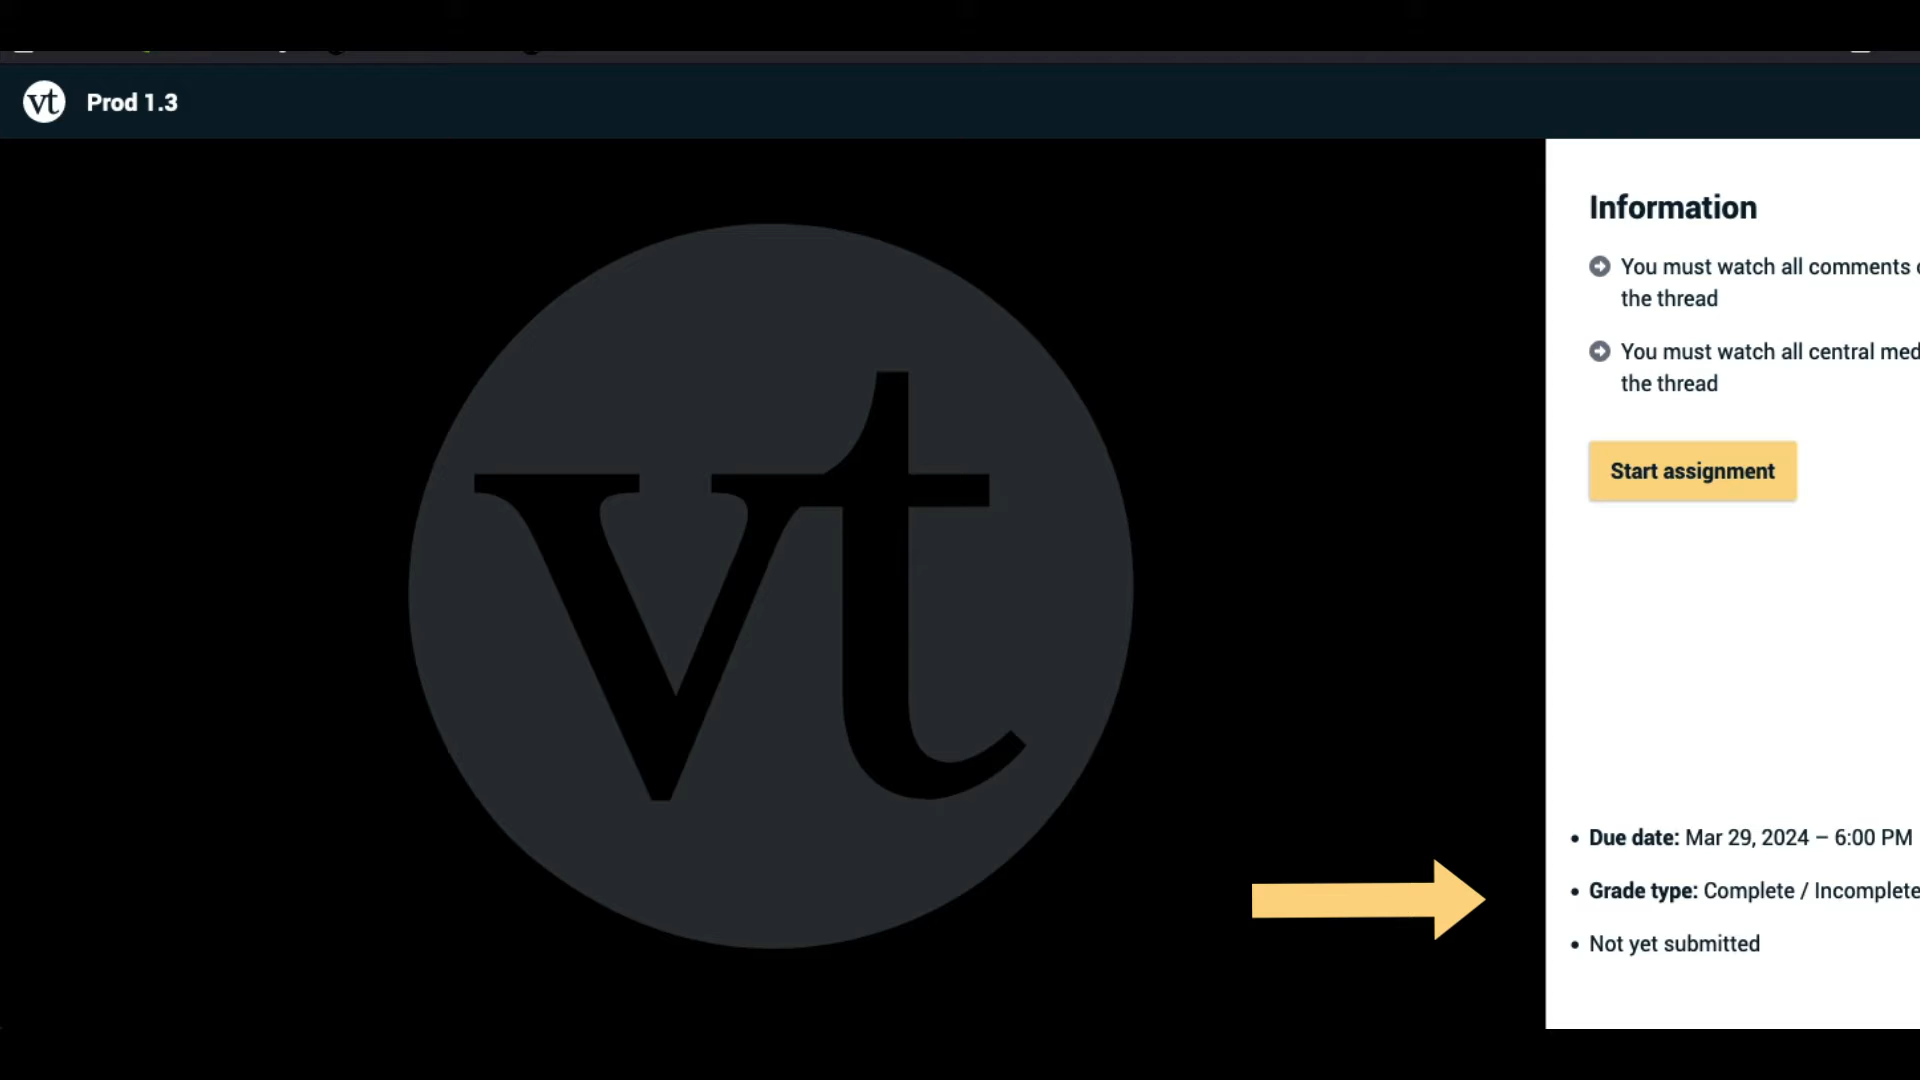 vt Prod 1.3
vt
Information
You must watch all comments
the thread
You must watch all central med
the thread
Start assignment
• Due date: Mar 29, 2024 – 6:00 PM
• Grade type: Complete / Incomplete
• Not yet submitted